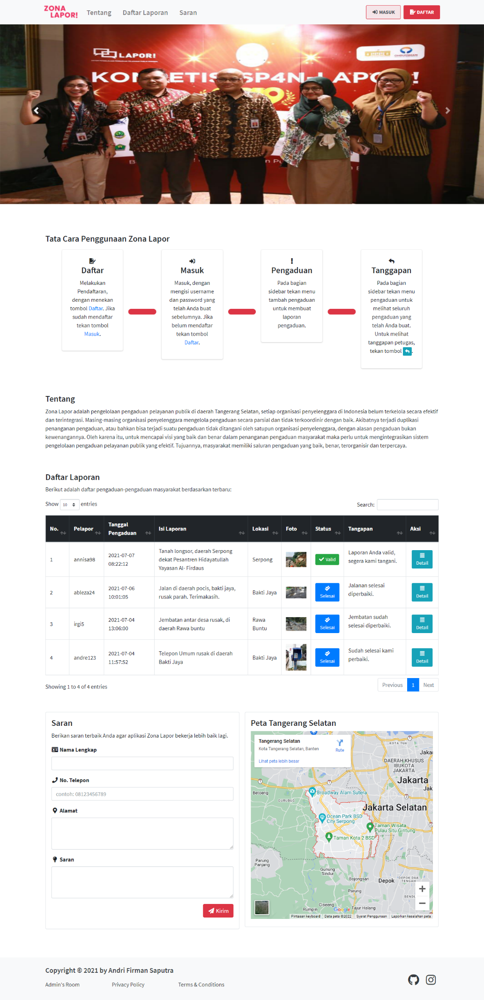 ZONA
LAPOR!
Tentang
Daftar Laporan
Saran
MASUK
DAFTAR
LAPOR!
OMBUDSMAN
Tata Cara Penggunaan Zona Lapor
Daftar
Melakukan
Pendaftaran,
dengan menekan
tombol Daftar. Jika
sudah mendaftar
tekan tombol
Masuk.
Masuk
Masuk, dengan
mengisi username
dan password yang
telah Anda buat
sebelumnya. Jika
belum mendaftar
tekan tombol
Daftar.
Pengaduan
Pada bagian
sidebar tekan menu
tambah pengaduan
untuk membuat
laporan
pengaduan.
Tanggapan
Pada bagian
sidebar tekan menu
pengaduan untuk
melihat seluruh
pengaduan yang
telah Anda buat.
Untuk melihat
tanggapan petugas,
tekan tombol .
Tentang
Zona Lapor adalah pengelolaan pengaduan pelayanan publik di daerah Tangerang Selatan, setiap organisasi penyelenggara di Indonesia belum terkelola secara efektif
dan terintegrasi. Masing-masing organisasi penyelenggara mengelola pengaduan secara parsial dan tidak terkoordinir dengan baik. Akibatnya terjadi duplikasi
penanganan pengaduan, atau bahkan bisa terjadi suatu pengaduan tidak ditangani oleh satupun organisasi penyelenggara, dengan alasan pengaduan bukan
kewenangannya. Oleh karena itu, untuk mencapai visi yang baik dan benar dalam penanganan pengaduan masyarakat maka perlu untuk mengintegrasikan sistem
pengelolaan pengaduan pelayanan publik yang efektif. Tujuannya, masyarakat memiliki saluran pengaduan yang baik, benar, terorganisir dan terpercaya.
Daftar Laporan
Berikut adalah daftar pengaduan-pengaduan masyarakat berdasarkan terbaru:
Show 10 entries
Search:
No. Pelapor Tanggal Pengaduan Isi Laporan Lokasi Foto Status Tangapan Aksi
1 annisa98 2021-07-07 08:22:12 Tanah longsor, daerah Serpong dekat Pesantren Hidayatullah Yayasan Al- Firdaus Serpong Valid Laporan Anda valid, segera kami tangani. Detail
2 ableza24 2021-07-06 10:01:05 Jalan di daerah pocis, bakti jaya, rusak parah. Terimakasih. Bakti Jaya Selesai Jalanan selesai diperbaiki. Detail
3 irgi5 2021-07-04 13:06:00 Jembatan antar desa rusak, di daerah Rawa buntu Rawa Buntu Selesai Jembatan sudah selesai diperbaiki. Detail
4 andre123 2021-07-04 11:57:52 Telepon Umum rusak di daerah Bakti Jaya Bakti Jaya Selesai Sudah selesai kami perbaiki. Detail
Showing 1 to 4 of 4 entries
Previous 1 Next
Saran
Berikan saran terbaik Anda agar aplikasi Zona Lapor bekerja lebih baik lagi.
Nama Lengkap
No. Telepon
contoh: 08123456789
Alamat
Saran
Kirim
Peta Tangerang Selatan
Tangerang Selatan
Kota Tangerang Selatan, Banten
Rute
Lihat peta lebih besar
KOTA TUA
DAERAH KHUSUS
IBUKOTA
JAKARTA
Jakarta
Betoeng
GURUBUG
Broadway Alam Sutera
Jakarta Selatan
Ocean Park BSD
City Serpong
Taman Wisata
Pulau Situ Gintung
Taman Kota 2 BSD
Parung
Panjang
Gunung
Sindur
Bojongsari
Depok
DEPOK DUA
TENGAH
Parung
Ciseeng
Rumpin
Google
Tajur Halang
Pintasan keyboard
Data peta ©2022
Syarat Penggunaan
Laporkan kesalahan peta
Copyright © 2021 by Andri Firman Saputra
Admin's Room
Privacy Policy
Terms & Conditions